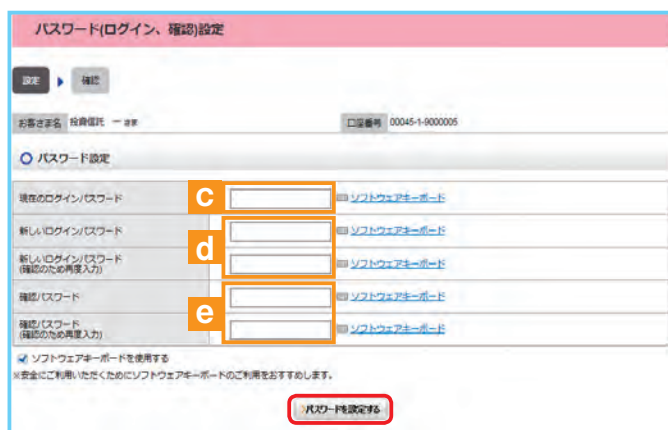 パスワード(ログイン、確認)設定
設定 確認
お客さま名 投資信託 一 さま 口座番号 00045-1-9000005
パスワード設定
現在のログインパスワード c ソフトウェアキーボード
新しいログインパスワード ソフトウェアキーボード
d
新しいログインパスワード
(確認のため再度入力) ソフトウェアキーボード
確認パスワード ソフトウェアキーボード
e
確認パスワード
(確認のため再度入力) ソフトウェアキーボード
ソフトウェアキーボードを使用する
※安全にご利用いただくためにソフトウェアキーボードのご利用をおすすめします。
パスワードを設定する